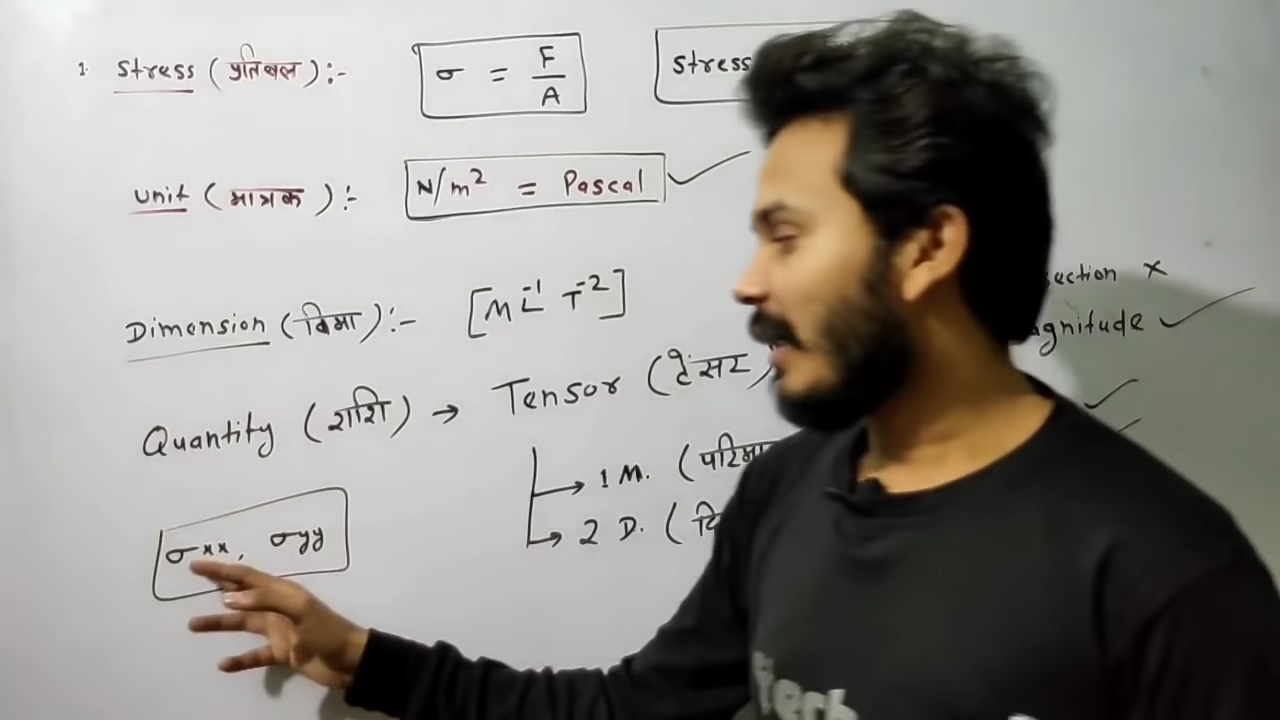 1. Stress (प्रतिबल) :- σ = F/A Stress
Unit (मात्रक) :- N/m² = Pascal ✓
Dimension (विमा) :- [M L⁻¹ T⁻²]
section ×
agnitude ✓
Quantity (राशि) → Tensor (टेंसर)
→ 1 M. (परिमा
→ 2 D. (दि
σxx, σyy